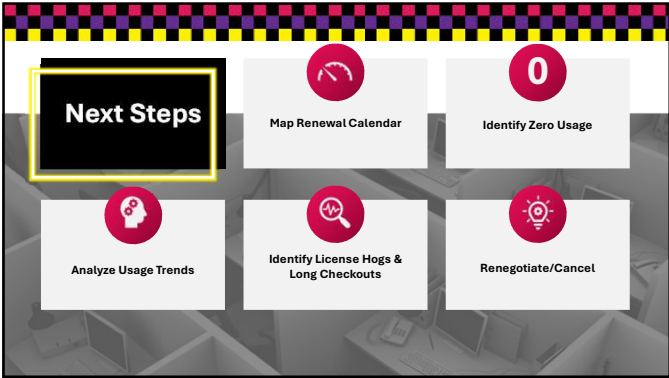 Next Steps
Map Renewal Calendar
0
Identify Zero Usage
Analyze Usage Trends
Identify License Hogs &
Long Checkouts
Renegotiate/Cancel